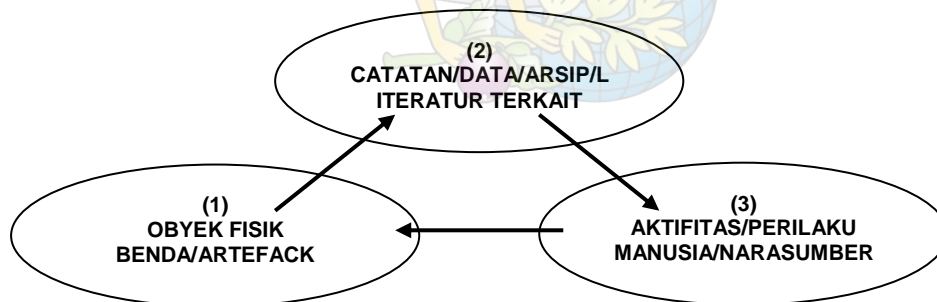 (2)
CATATAN/DATA/ARSIP/L
ITERATUR TERKAIT
(1)
OBYEK FISIK
BENDA/ARTEFACK
(3)
AKTIFITAS/PERILAKU
MANUSIA/NARASUMBER